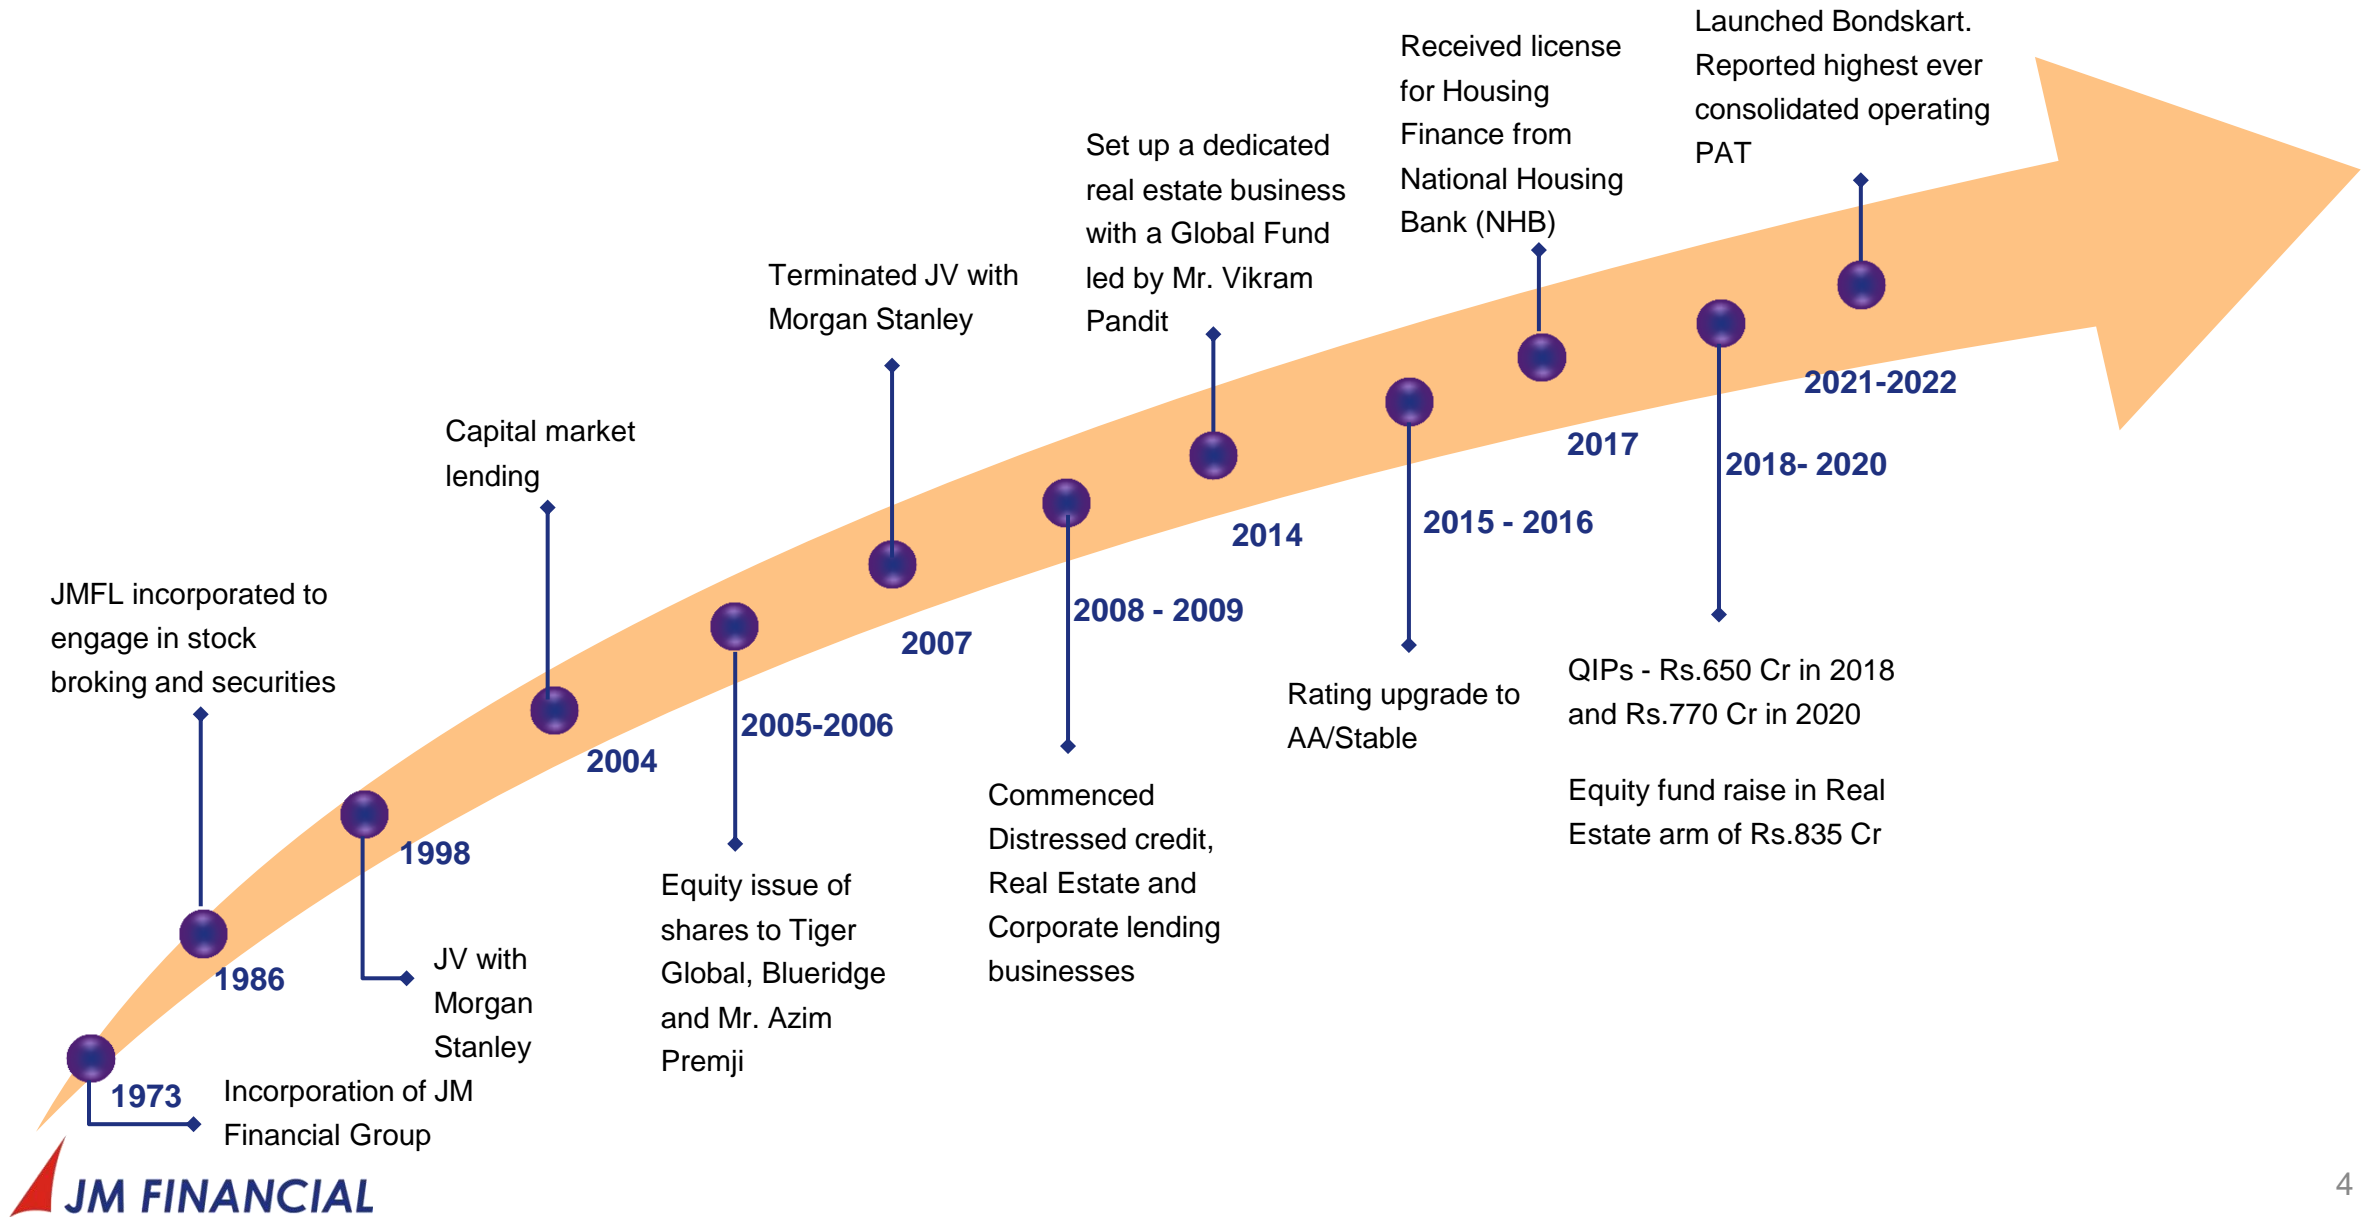 Launched Bondskart.
Reported highest ever
consolidated operating
PAT
Received license
for Housing
Finance from
National Housing
Bank (NHB)
Set up a dedicated
real estate business
with a Global Fund
led by Mr. Vikram
Pandit
Terminated JV with
Morgan Stanley
Capital market
lending
JMFL incorporated to
engage in stock
broking and securities
2021-2022
2018- 2020
2017
2015 - 2016
2014
2008 - 2009
2007
2005-2006
2004
1998
1986
1973
Incorporation of JM
Financial Group
JV with
Morgan
Stanley
Equity issue of
shares to Tiger
Global, Blueridge
and Mr. Azim
Premji
Commenced
Distressed credit,
Real Estate and
Corporate lending
businesses
Rating upgrade to
AA/Stable
QIPs - Rs.650 Cr in 2018
and Rs.770 Cr in 2020
Equity fund raise in Real
Estate arm of Rs.835 Cr
JM FINANCIAL
4